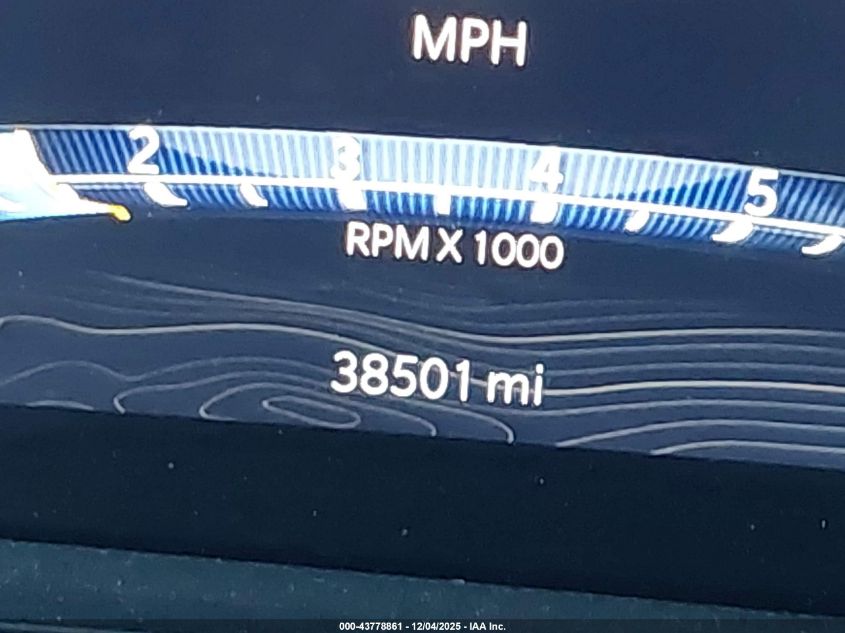 MPH
2 3 4 5
RPM X 1000
38501 mi
000-43778861 - 12/04/2025 - IAA Inc.